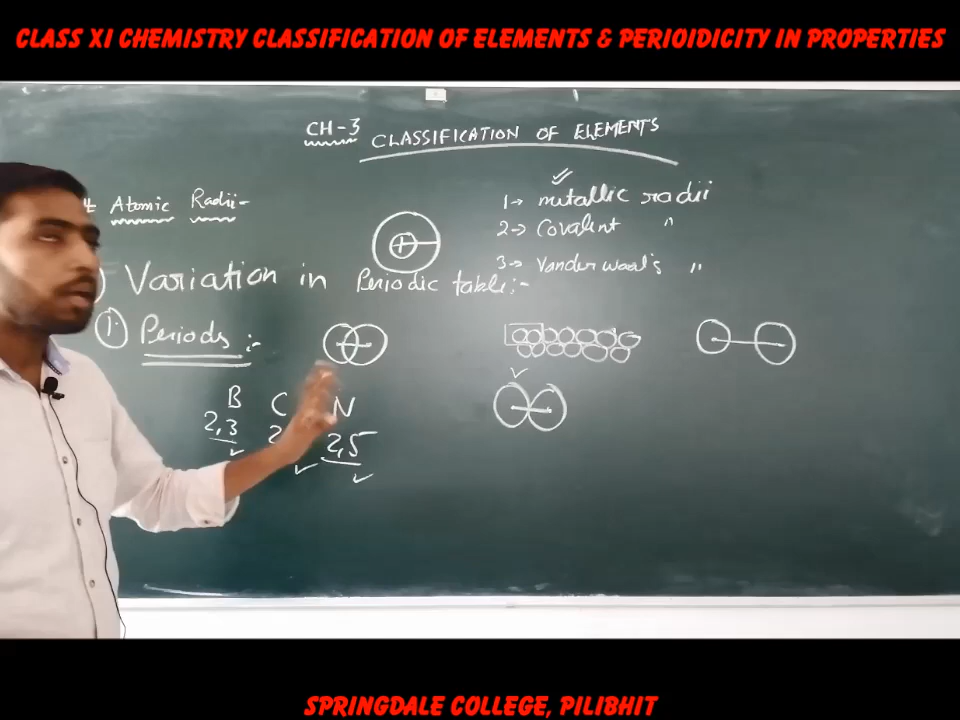 CLASS XI CHEMISTRY CLASSIFICATION OF ELEMENTS & PERIOIDICITY IN PROPERTIES
CH-3 CLASSIFICATION OF ELEMENTS
Atomic Radii-
1→ metallic radii
2→ Covalent "
3→ Vander waal's "
Variation in Periodic table:-
1. Periods:-
B C N
2,3 2 2,5
SPRINGDALE COLLEGE, PILIBHIT